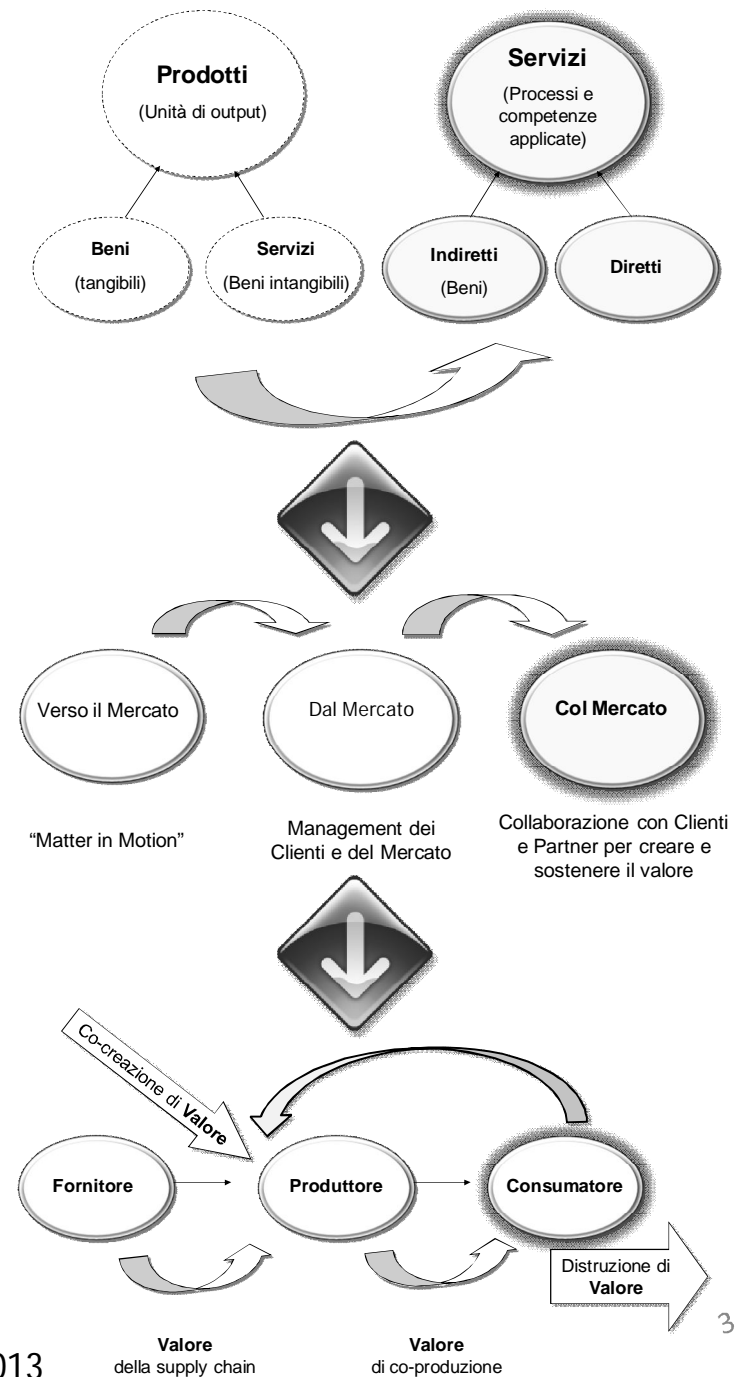 Prodotti
(Unità di output)
Servizi
(Processi e
competenze
applicate)
Beni
(tangibili)
Servizi
(Beni intangibili)
Indiretti
(Beni)
Diretti
Verso il Mercato
Dal Mercato
Col Mercato
“Matter in Motion”
Management dei
Clienti e del Mercato
Collaborazione con Clienti
e Partner per creare e
sostenere il valore
Co-creazione di Valore
Fornitore
Produttore
Consumatore
Distruzione di
Valore
3
Valore
della supply chain
Valore
di co-produzione
013